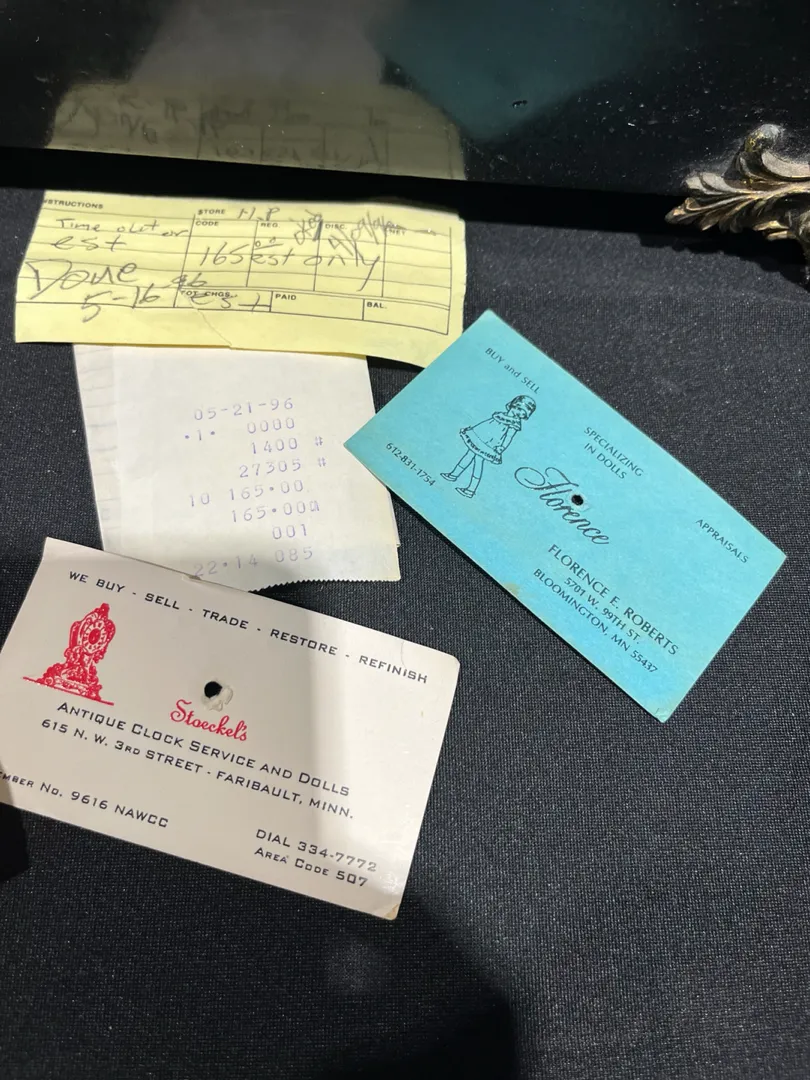 INSTRUCTIONS
STORE H.P
CODE
REG.
DISC.
NET
Time out or
est
165 est only
Done
5-16
TOT. CHGS.
est
PAID
BAL.
05-21-96
•1• 0000
1400 #
27305 #
10 165•00
165•00
001
22•14 085
BUY and SELL
SPECIALIZING
IN DOLLS
612-831-1754
Florence
APPRAISALS
FLORENCE E. ROBERTS
5701 W. 99TH ST.
BLOOMINGTON, MN 55437
WE BUY - SELL - TRADE - RESTORE - REFINISH
Stoeckel's
ANTIQUE CLOCK SERVICE AND DOLLS
615 N. W. 3RD STREET - FARIBAULT, MINN.
MBER No. 9616 NAWCC
DIAL 334-7772
AREA CODE 507